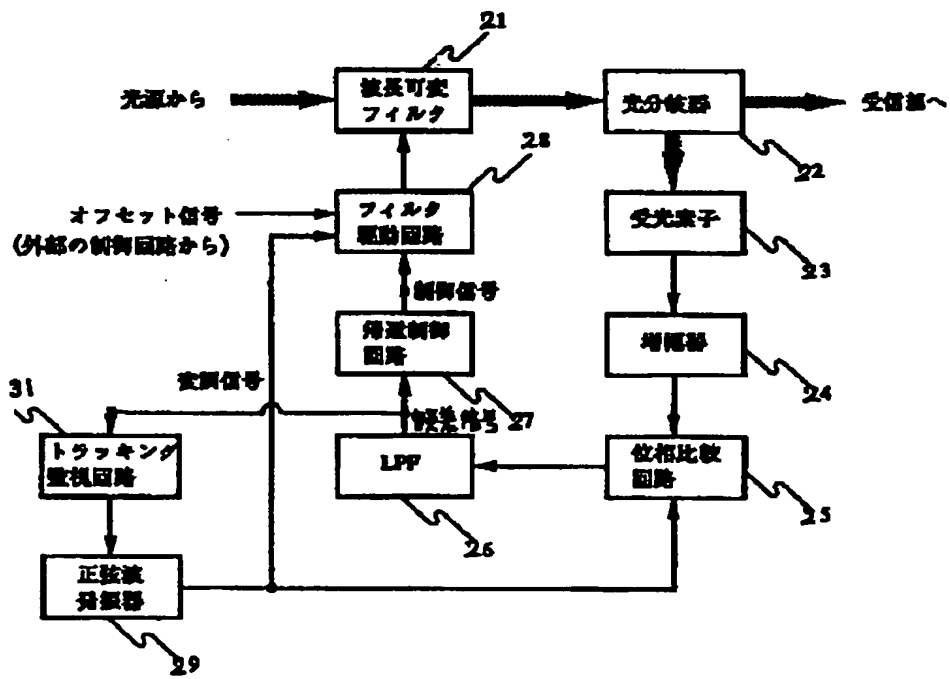 21
光源から
波長可変
フィルタ
光分岐器
受信部へ
22
28
オフセット信号
(外部の制御回路から)
フィルタ
駆動回路
受光素子
23
制御信号
帰還制御
回路
27
増幅器
24
変調信号
31
トラッキング
監視回路
誤差信号
LPF
26
位相比較
回路
25
正弦波
発振器
29